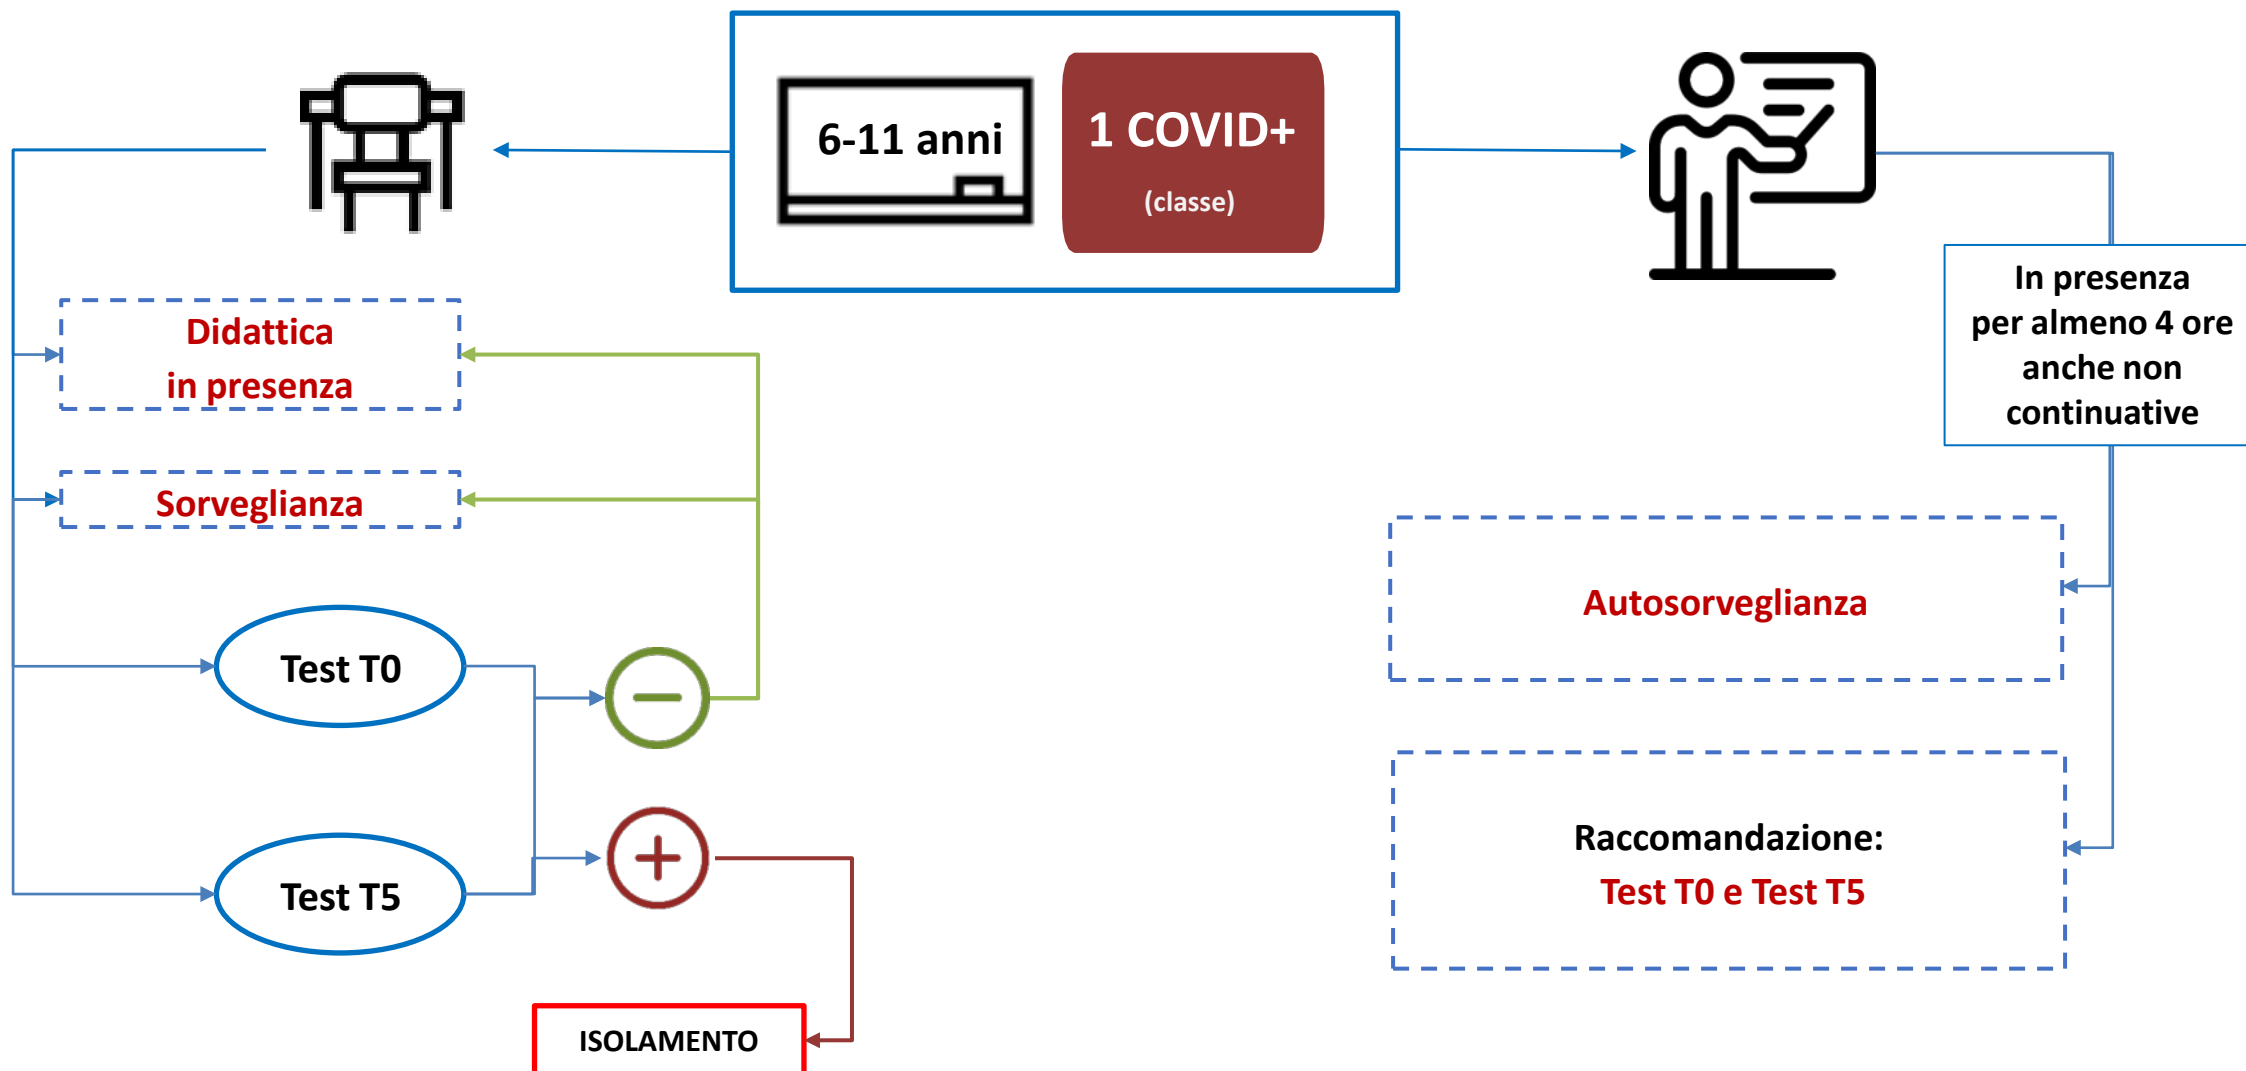 6-11 anni
1 COVID+
(classe)
In presenza
per almeno 4 ore
anche non
continuative
Didattica
in presenza
Sorveglianza
Autosorveglianza
Test T0
Test T5
Raccomandazione:
Test T0 e Test T5
ISOLAMENTO